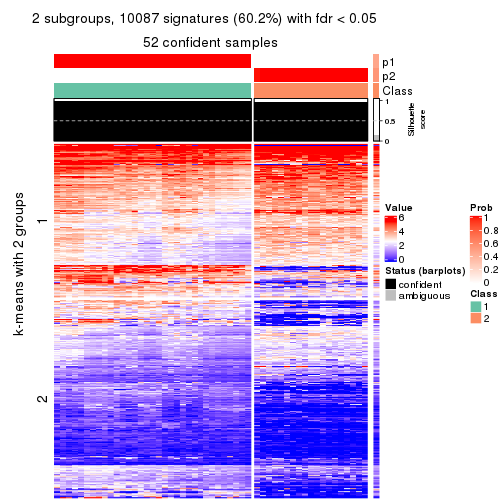 2 subgroups, 10087 signatures (60.2%) with fdr < 0.05
52 confident samples
p1
p2
Class
1
0.5
0
Silhouette
score
k-means with 2 groups
1
2
Value
6
4
2
0
Status (barplots)
confident
ambiguous
Prob
1
0.8
0.6
0.4
0.2
0
Class
1
2